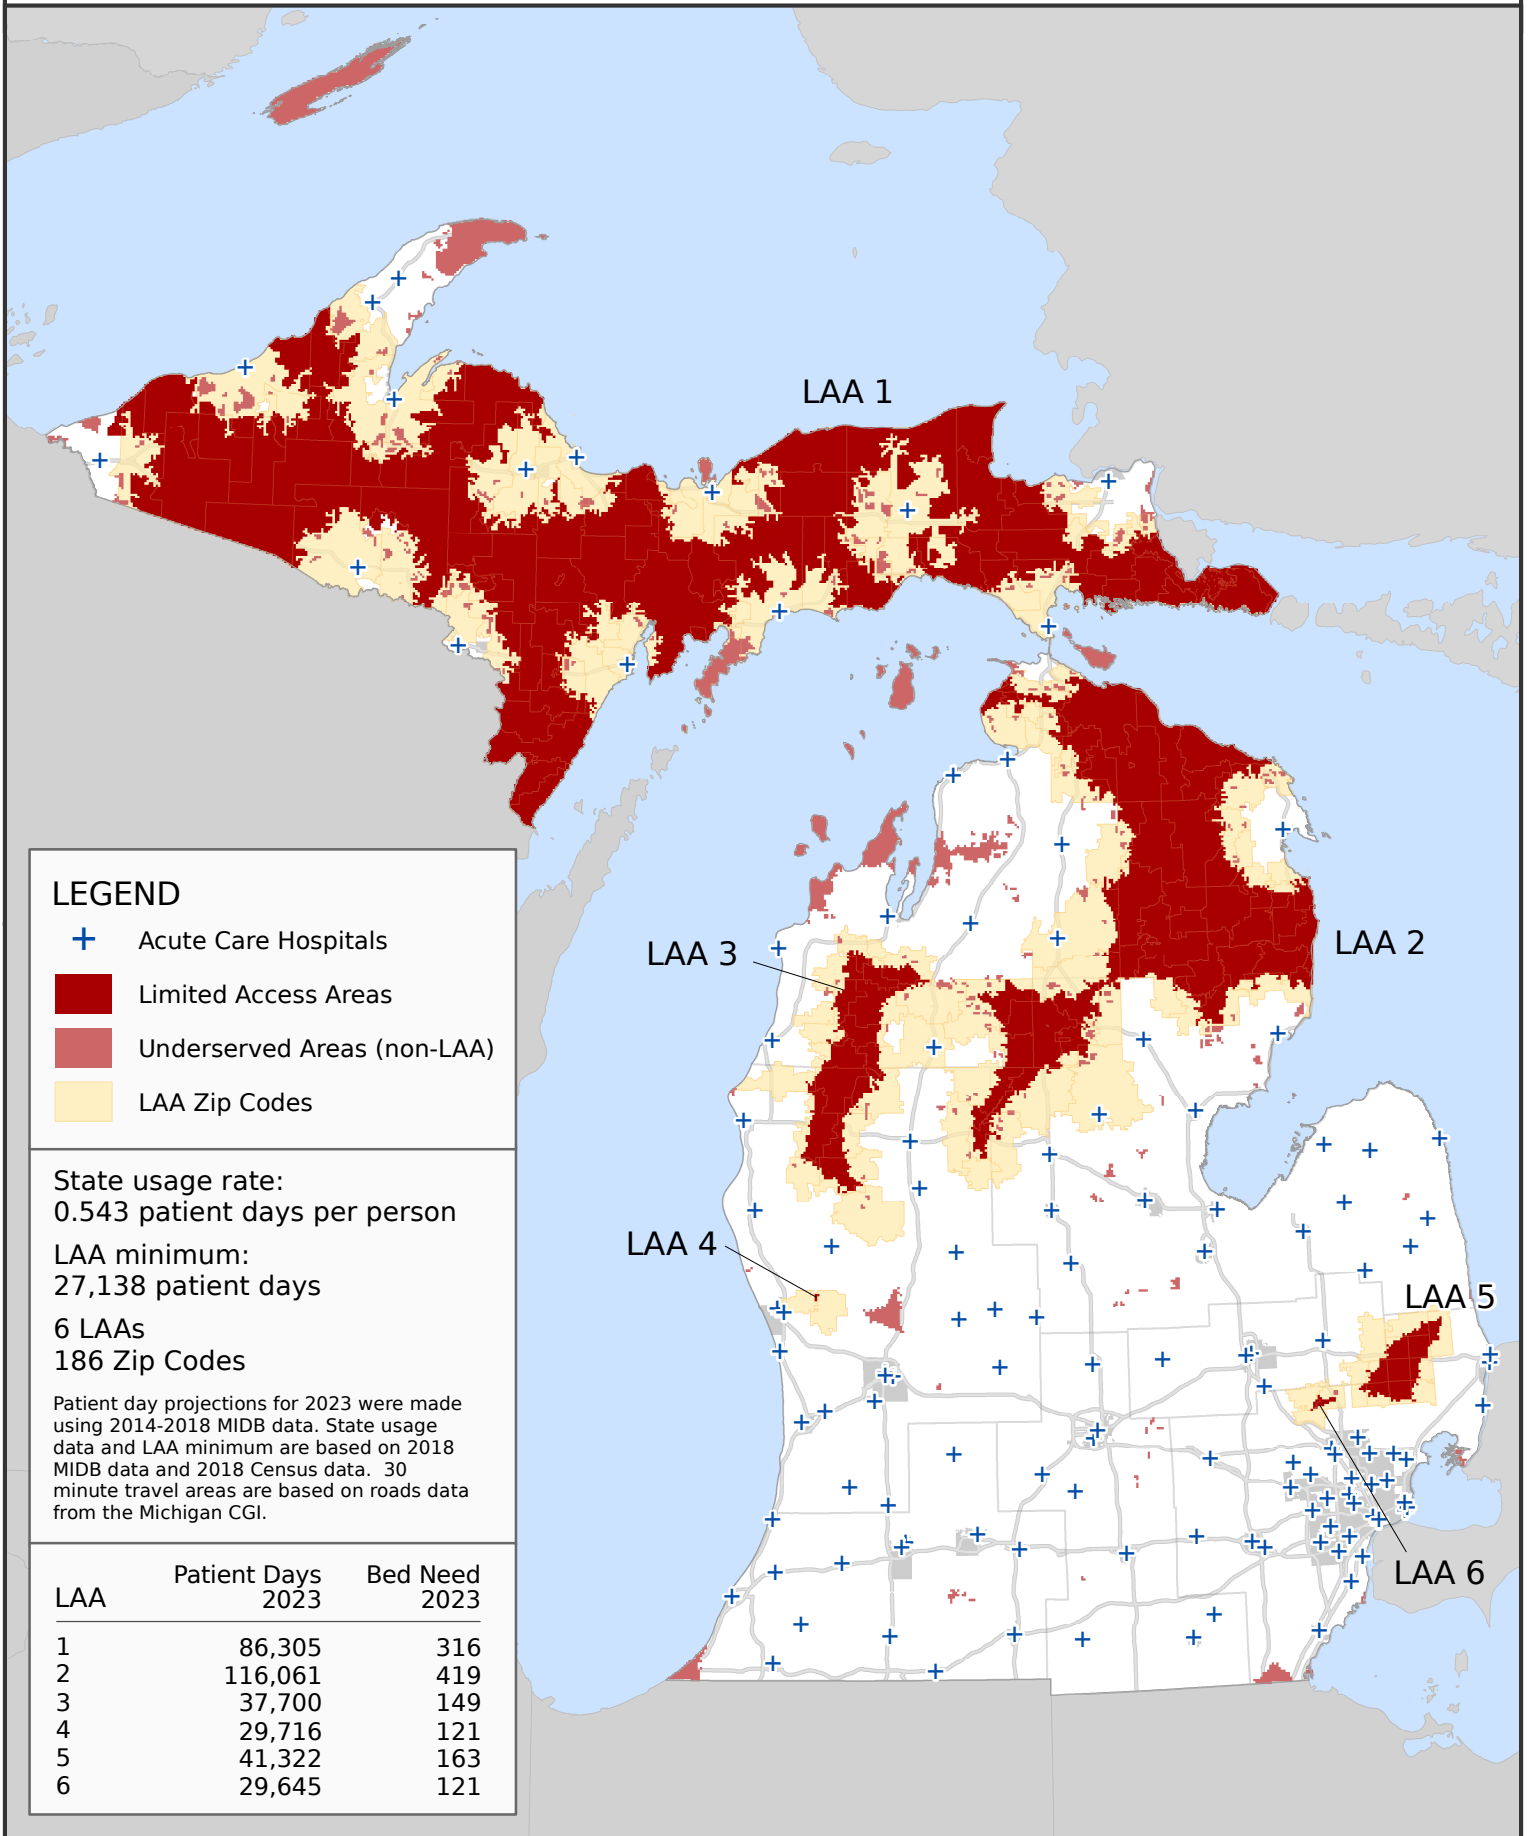 LAA 1
LAA 2
LAA 3
LAA 4
LAA 5
LAA 6
LEGEND
Acute Care Hospitals
Limited Access Areas
Underserved Areas (non-LAA)
LAA Zip Codes
State usage rate:
0.543 patient days per person
LAA minimum:
27,138 patient days
6 LAAs
186 Zip Codes
Patient day projections for 2023 were made
using 2014-2018 MIDB data. State usage
data and LAA minimum are based on 2018
MIDB data and 2018 Census data. 30
minute travel areas are based on roads data
from the Michigan CGI.
Patient Days Bed Need
LAA 2023 2023
1 86,305 316
2 116,061 419
3 37,700 149
4 29,716 121
5 41,322 163
6 29,645 121